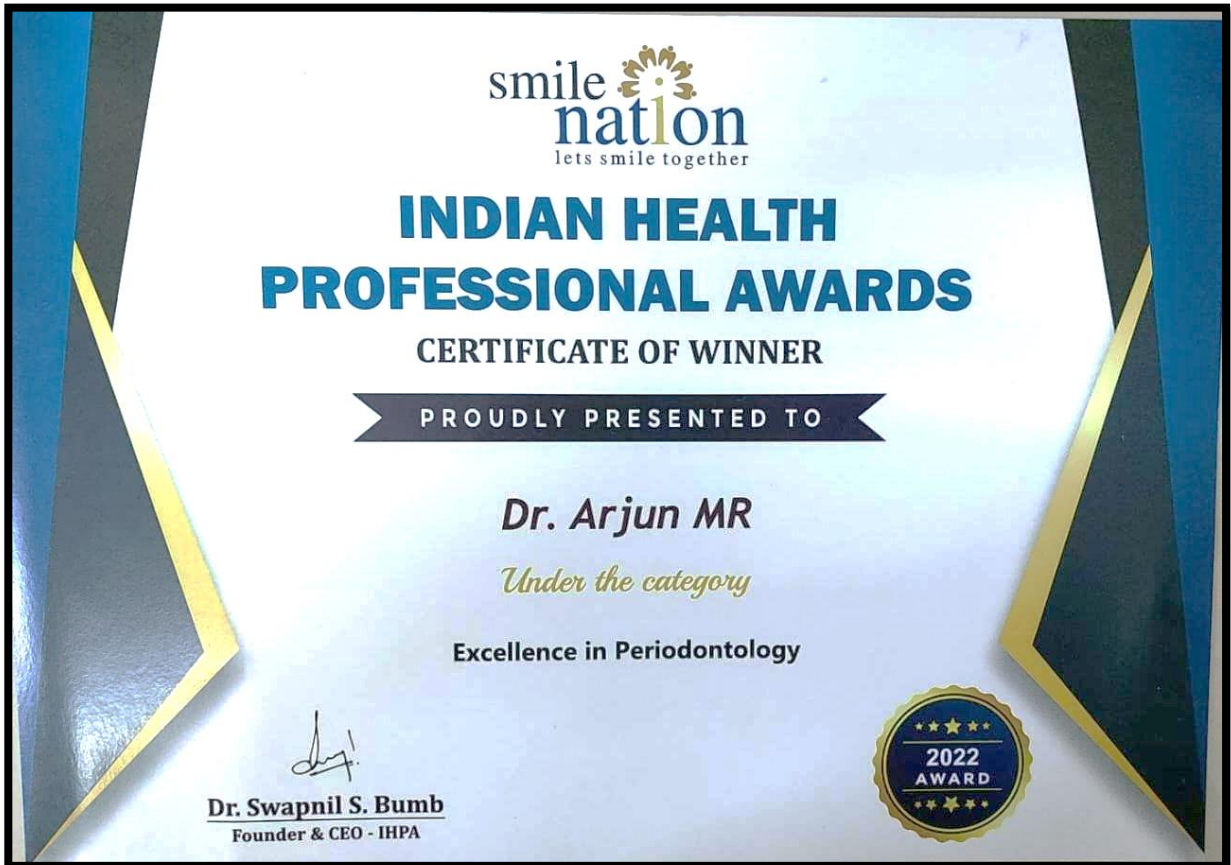 smile
nation
lets smile together
INDIAN HEALTH
PROFESSIONAL AWARDS
CERTIFICATE OF WINNER
PROUDLY PRESENTED TO
Dr. Arjun MR
Under the category
Excellence in Periodontology
Dr. Swapnil S. Bumb
Founder & CEO - IHPA
2022
AWARD